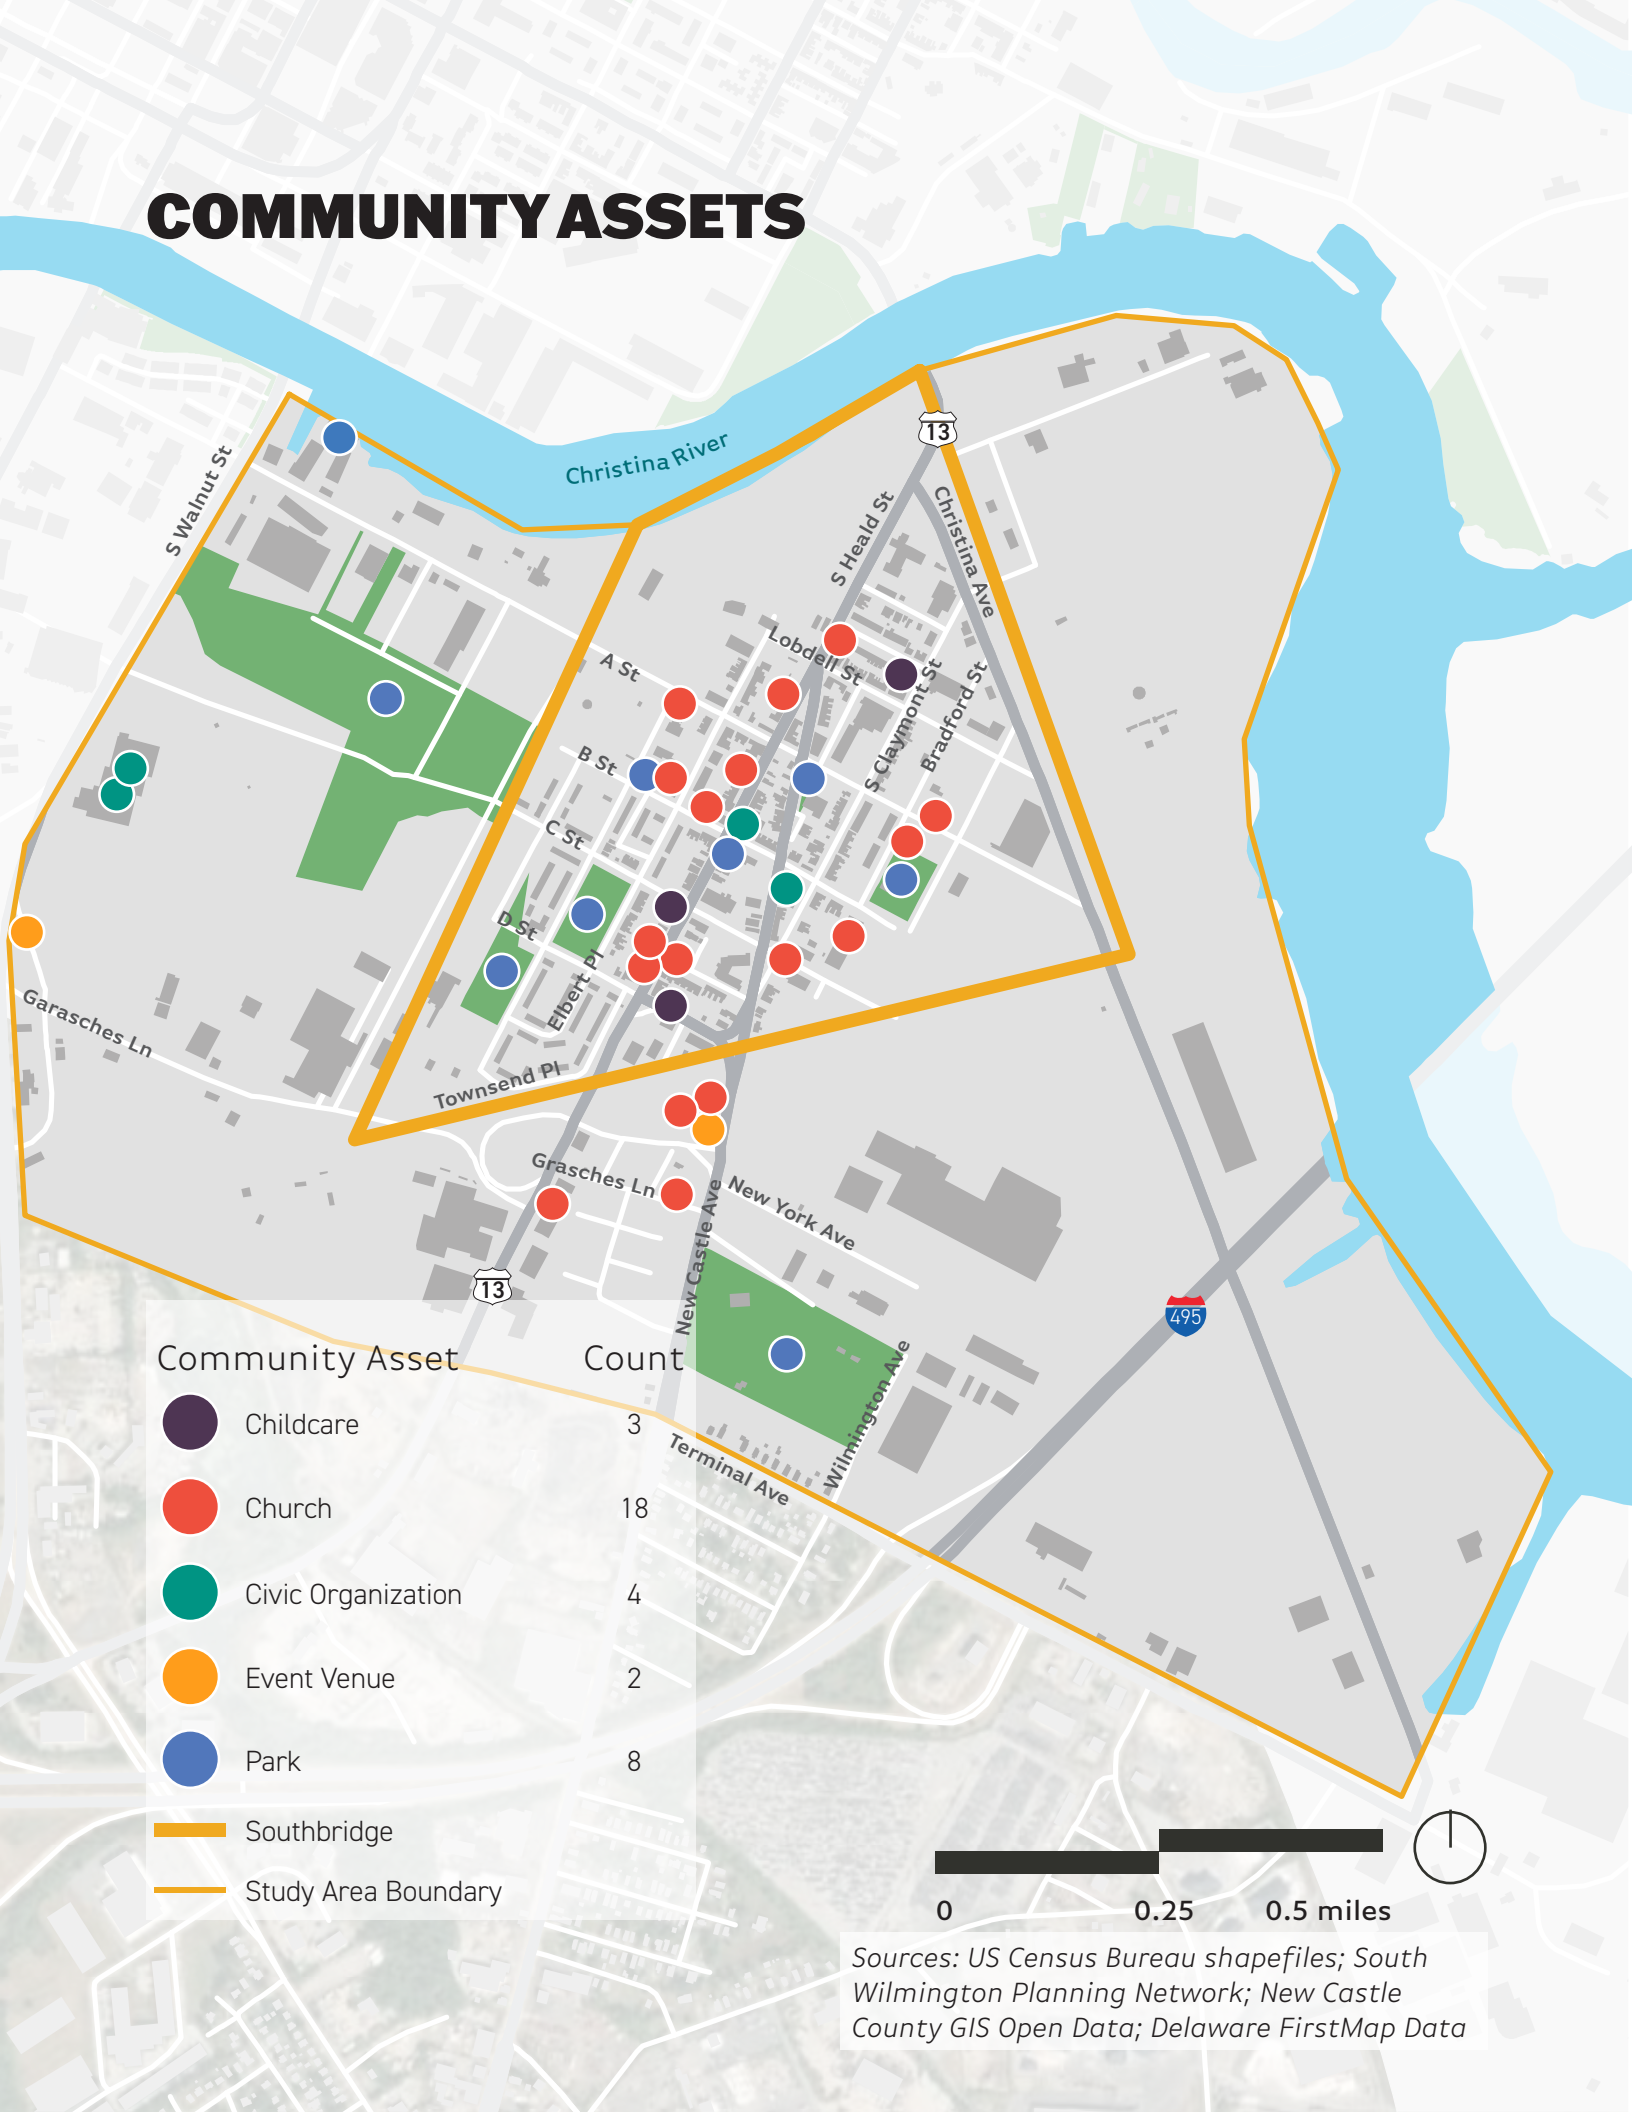 COMMUNITY ASSETS
Christina River
13
S Walnut St
S Heald St
Christina Ave
Lobdell St
A St
S Claymont St
Bradford St
B St
C St
D St
Elbert Pl
Garasches Ln
Townsend Pl
Grasches Ln
New York Ave
New Castle Ave
13
495
Wilmington Ave
Terminal Ave
Community Asset Count
Childcare 3
Church 18
Civic Organization 4
Event Venue 2
Park 8
Southbridge
Study Area Boundary
0 0.25 0.5 miles
Sources: US Census Bureau shapefiles; South
Wilmington Planning Network; New Castle
County GIS Open Data; Delaware FirstMap Data